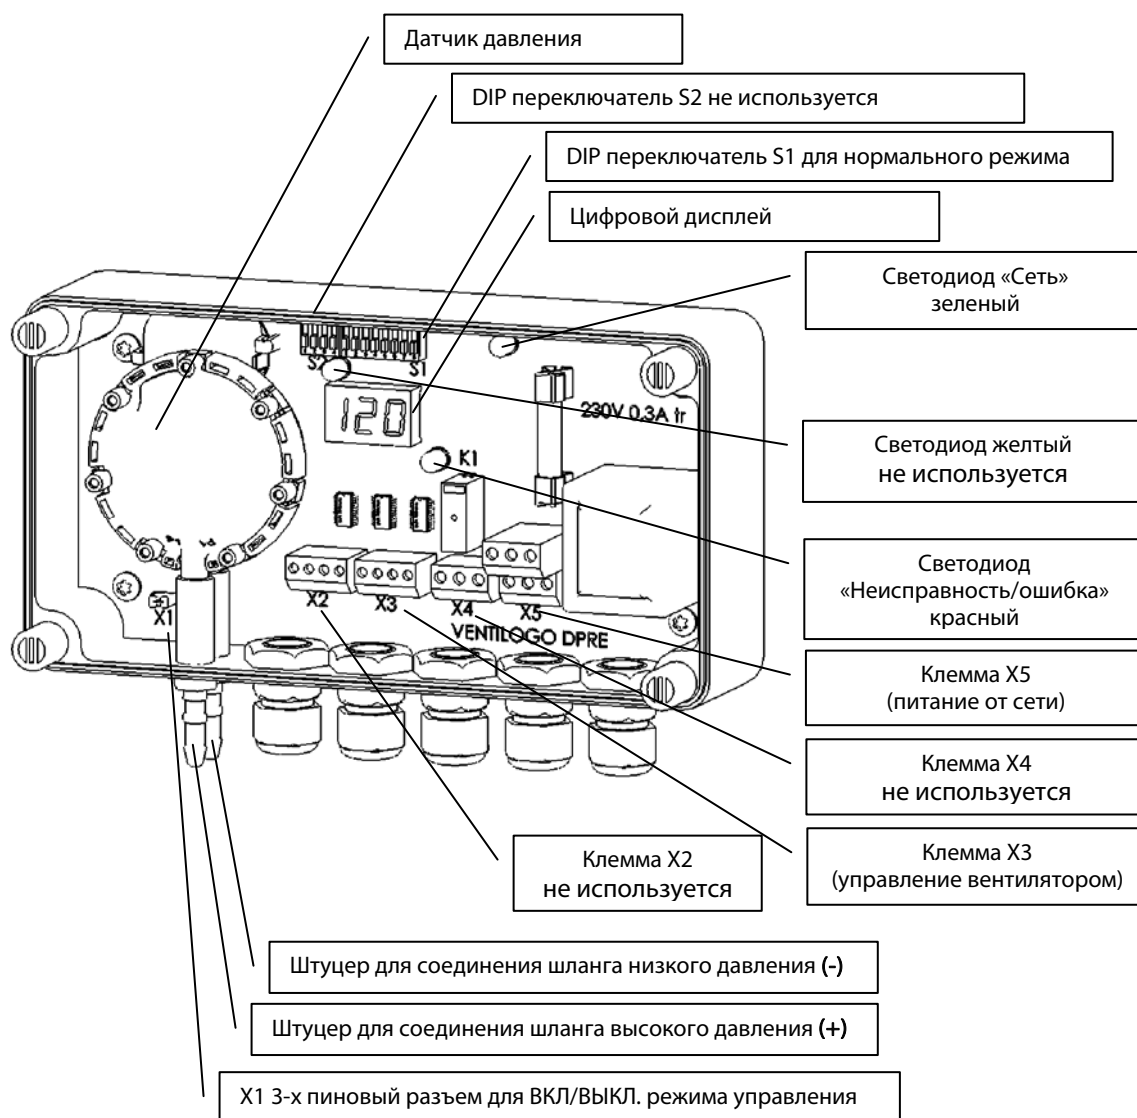 Датчик давления
DIP переключатель S2 не используется
DIP переключатель S1 для нормального режима
Цифровой дисплей
Светодиод «Сеть»
зеленый
S2
S1
120
230V 0,3A tr
Светодиод желтый
не используется
K1
Светодиод
«Неисправность/ошибка»
красный
X1
X2
X3
X4
X5
VENTILOGO DPRE
Клемма X5
(питание от сети)
Клемма X4
не используется
Клемма X2
не используется
Клемма X3
(управление вентилятором)
Штуцер для соединения шланга низкого давления (-)
Штуцер для соединения шланга высокого давления (+)
X1 3-х пиновый разъем для ВКЛ/ВЫКЛ. режима управления